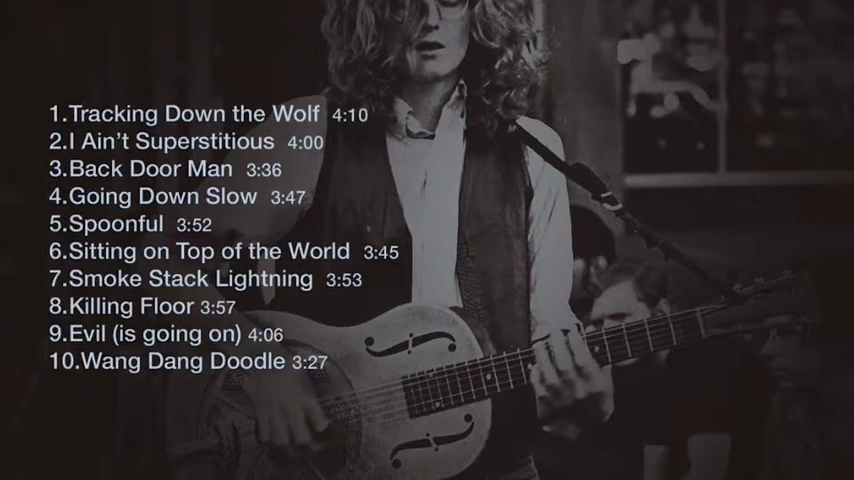 1.Tracking Down the Wolf 4:10
2.I Ain't Superstitious 4:00
3.Back Door Man 3:36
4.Going Down Slow 3:47
5.Spoonful 3:52
6.Sitting on Top of the World 3:45
7.Smoke Stack Lightning 3:53
8.Killing Floor 3:57
9.Evil (is going on) 4:06
10.Wang Dang Doodle 3:27